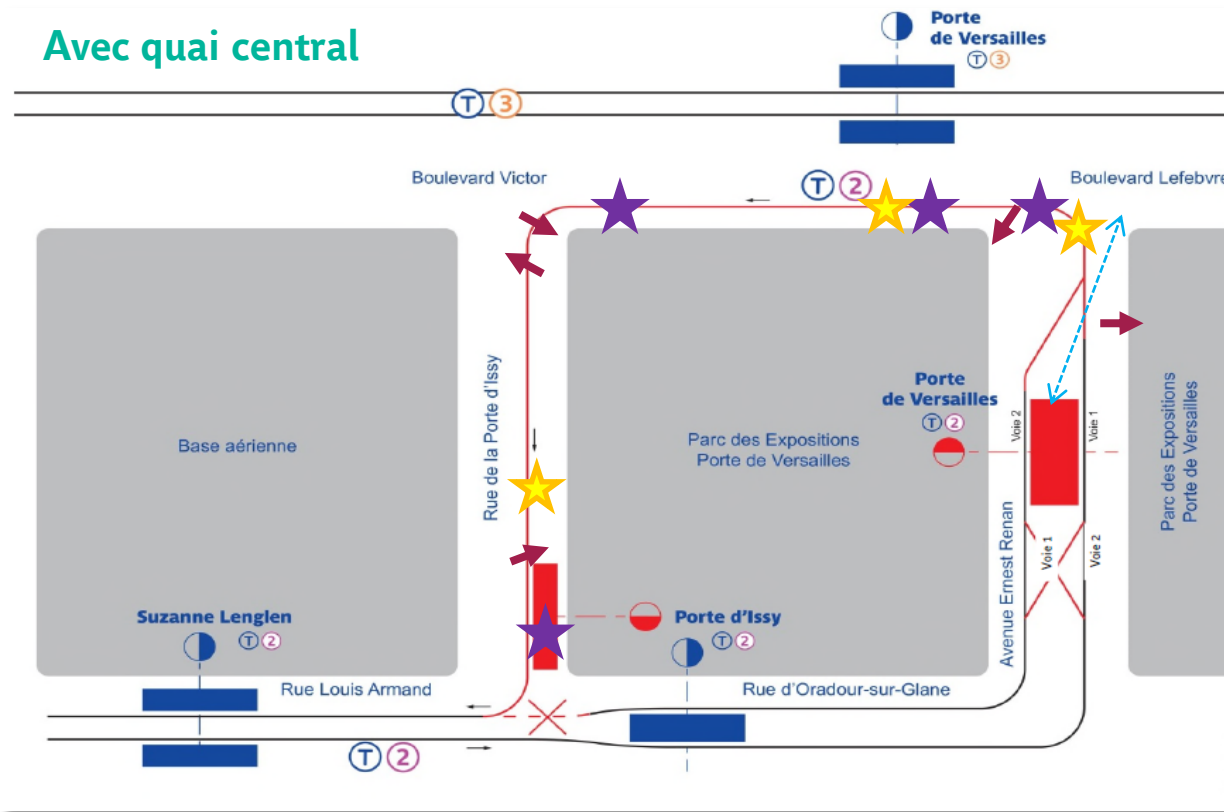 Avec quai central
Porte
de Versailles
T 3
T 3
Boulevard Victor
T 2
Boulevard Lefebvre
Rue de la Porte d'Issy
Base aérienne
Parc des Expositions
Porte de Versailles
Porte
de Versailles
T 2
Voie 2
Voie 1
Parc des Expositions
Porte de Versailles
Avenue Ernest Renan
Voie 1
Voie 2
Suzanne Lenglen
T 2
Porte d'Issy
T 2
Rue Louis Armand
Rue d'Oradour-sur-Glane
T 2